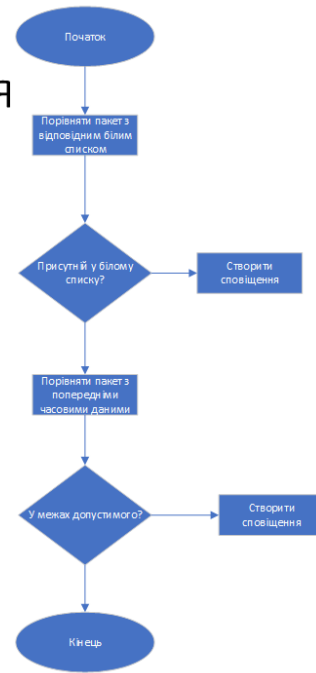 Початок
я
Порівняти пакет з
відповідним білим
списком
Присутній у білому
списку?
Створити
сповіщення
Порівняти пакет з
попередніми
часовими даними
У межах допустимого?
Створити
сповіщення
Кінець